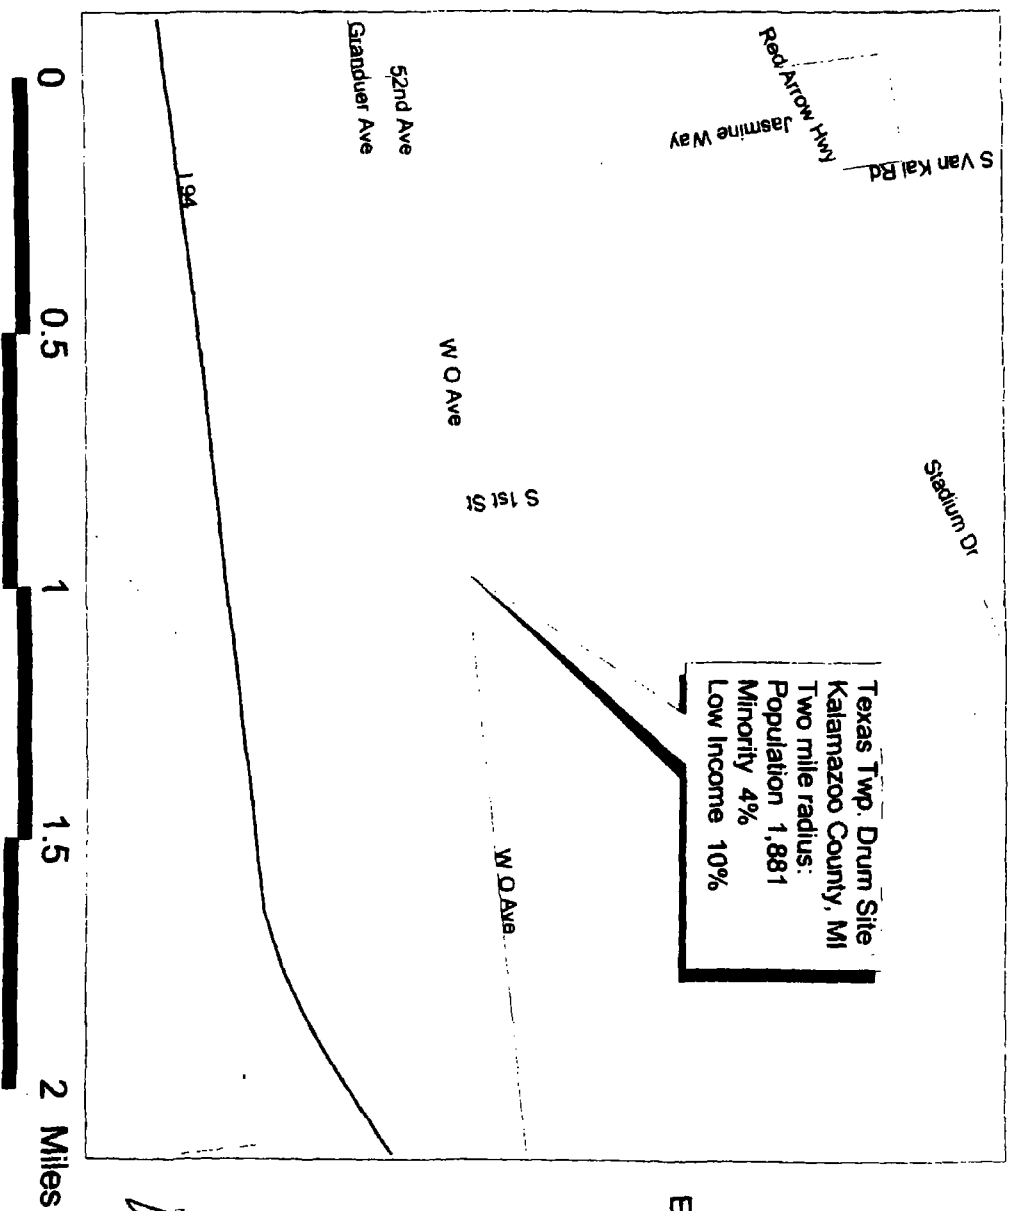 Stadium Dr
S Van Kal Rd
Red Arrow Hwy
Jasmine Way
Texas Twp. Drum Site
Kalamazoo County, MI
Two mile radius:
Population 1,881
Minority 4%
Low Income 10%
S 1st St
W O Ave
W O Ave
52nd Ave
Granduer Ave
I 94
0 0.5 1 1.5 2 Miles
E